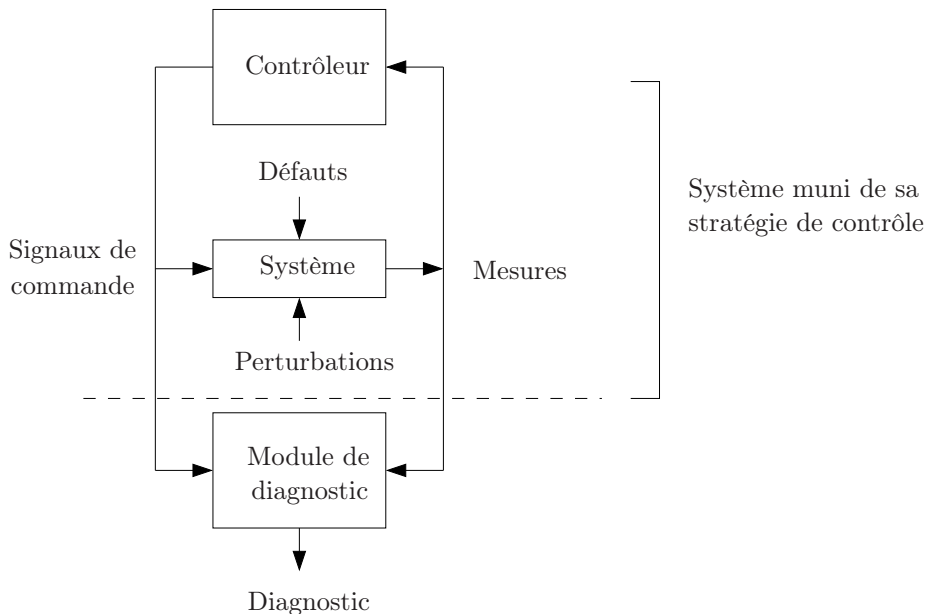 Contrôleur
Défauts
Système muni de sa
stratégie de contrôle
Signaux de
commande
Système
Mesures
Perturbations
Module de
diagnostic
Diagnostic